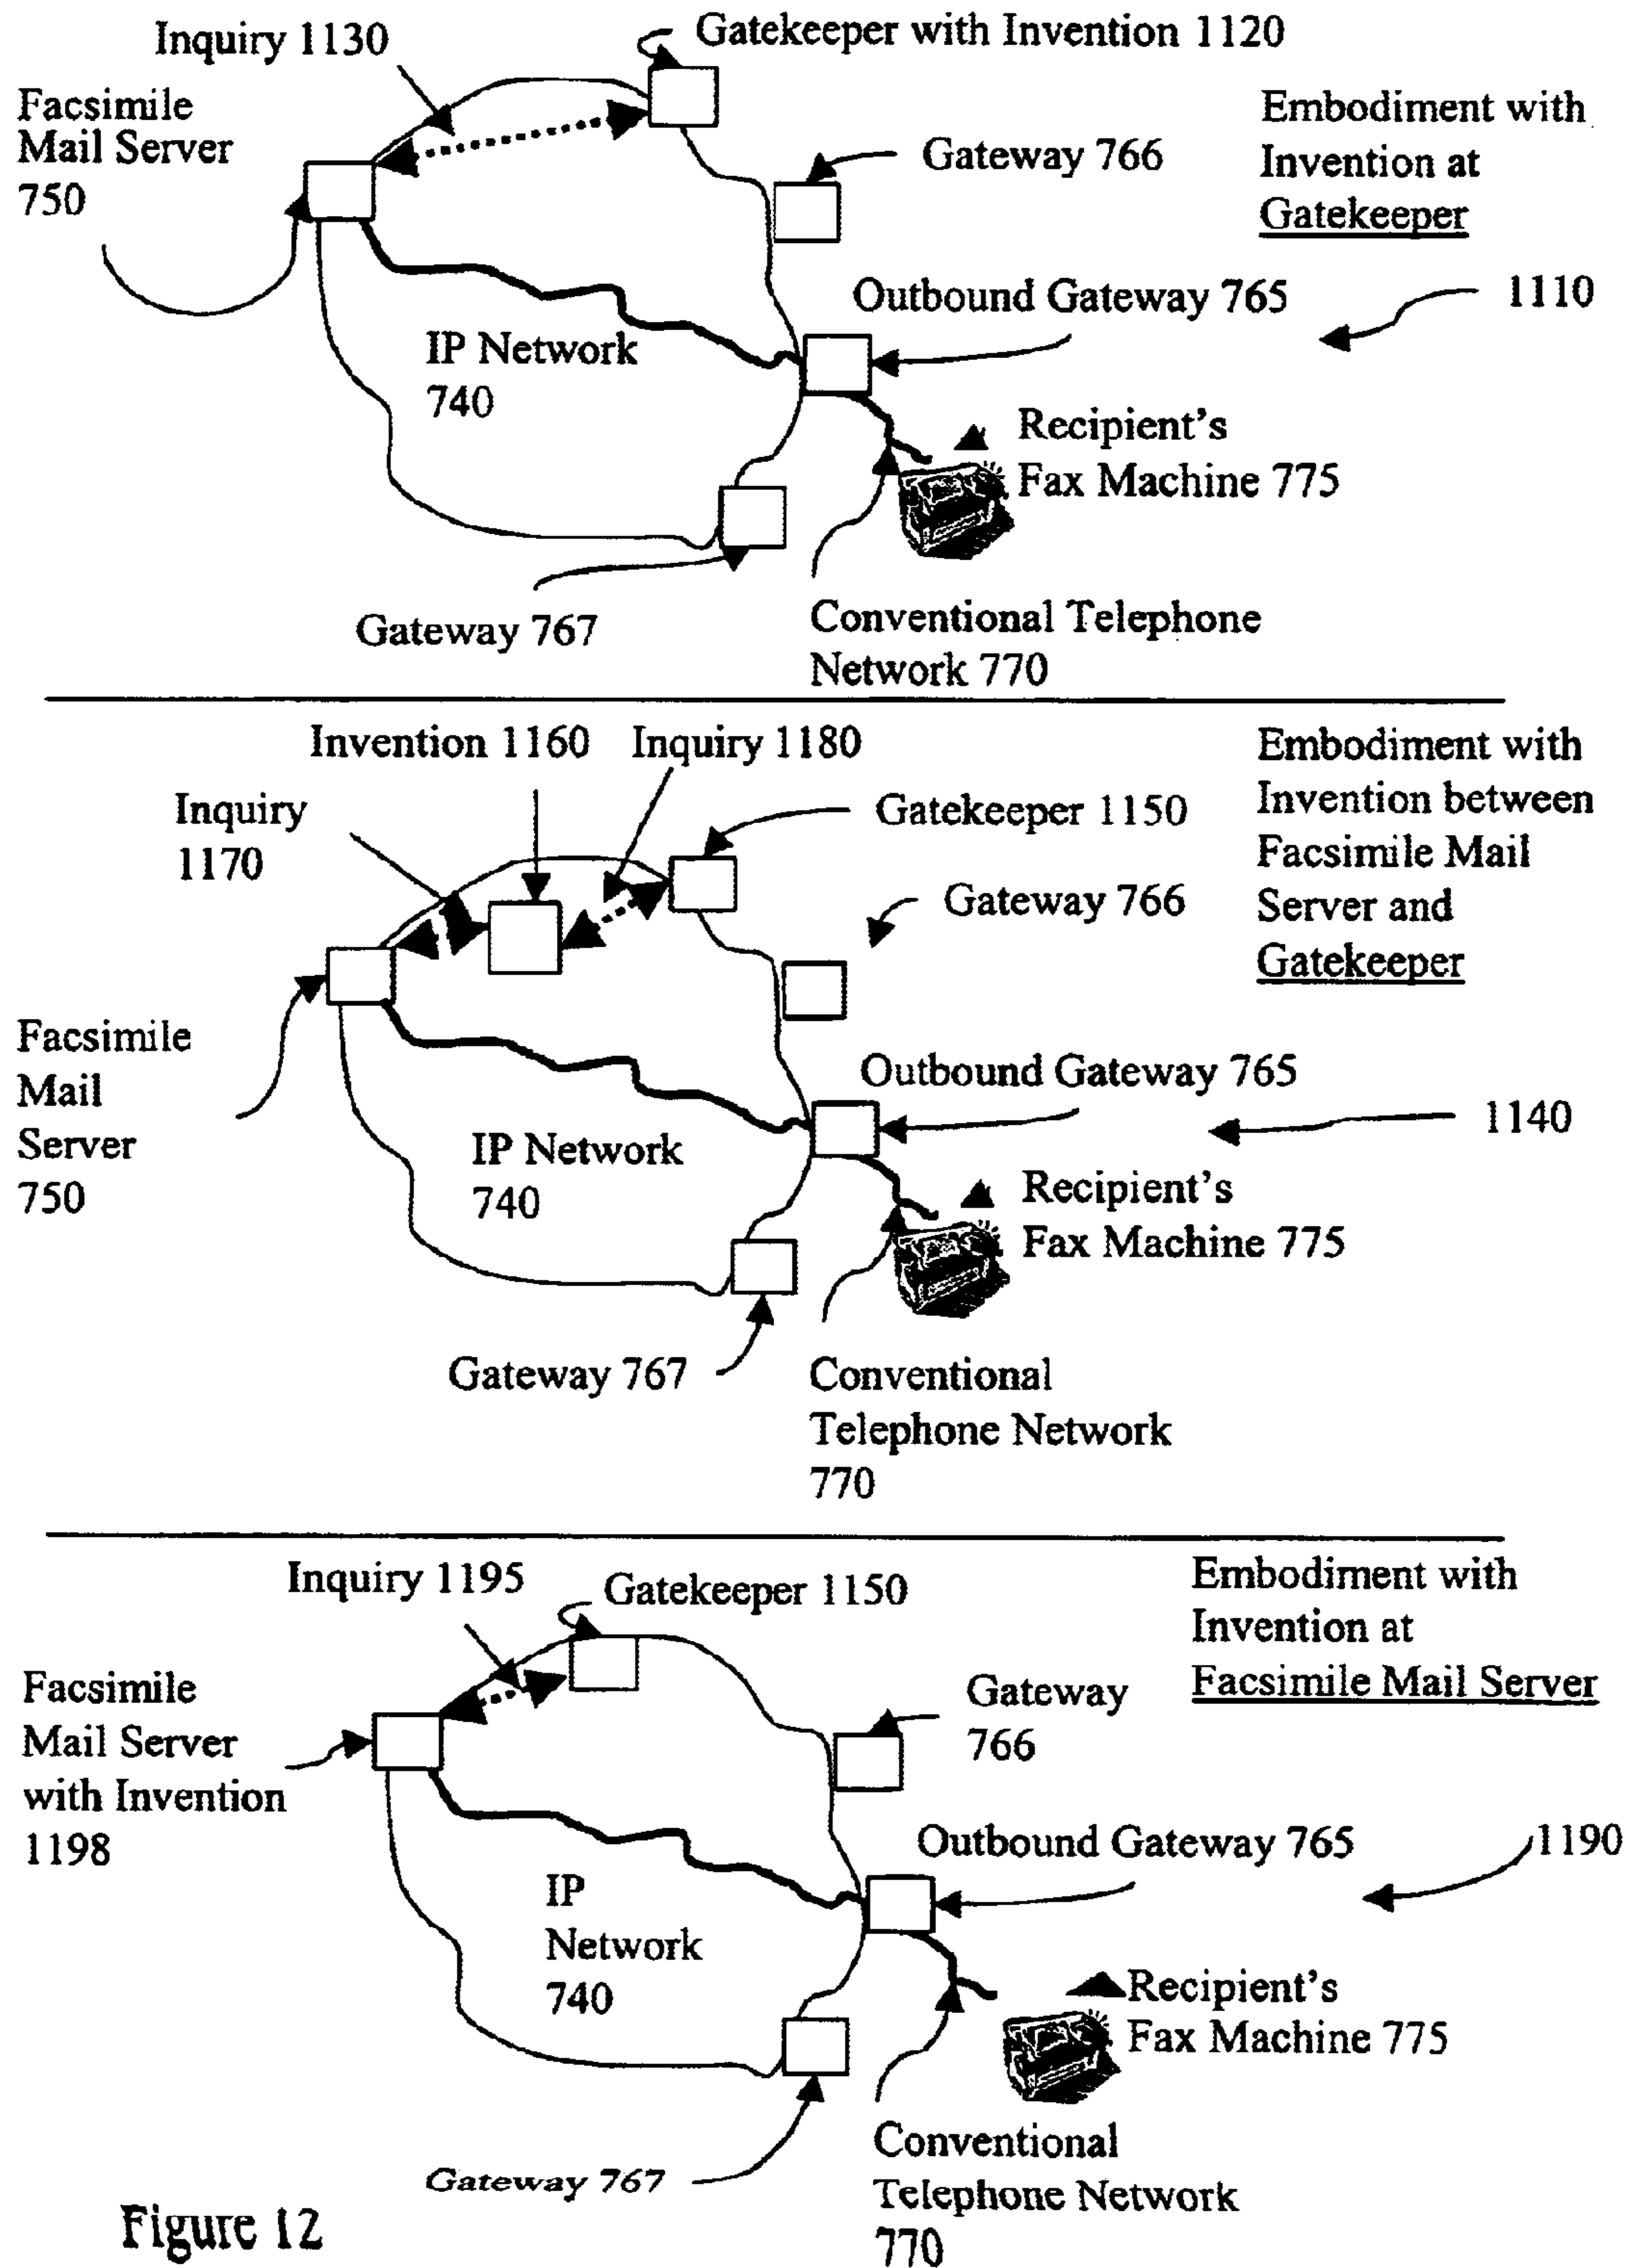 Inquiry 1130
Gatekeeper with Invention 1120
Facsimile
Mail Server
750
Embodiment with
Invention at
Gatekeeper
Gateway 766
Outbound Gateway 765
1110
IP Network
740
Recipient's
Fax Machine 775
Gateway 767
Conventional Telephone
Network 770
Invention 1160
Inquiry 1180
Embodiment with
Invention between
Facsimile Mail
Server and
Gatekeeper
Inquiry
1170
Gatekeeper 1150
Gateway 766
Facsimile
Mail
Server
750
Outbound Gateway 765
1140
IP Network
740
Recipient's
Fax Machine 775
Gateway 767
Conventional
Telephone Network
770
Inquiry 1195
Gatekeeper 1150
Embodiment with
Invention at
Facsimile Mail Server
Facsimile
Mail Server
with Invention
1198
Gateway
766
Outbound Gateway 765
1190
IP
Network
740
Recipient's
Fax Machine 775
Gateway 767
Conventional
Telephone Network
770
Figure 12